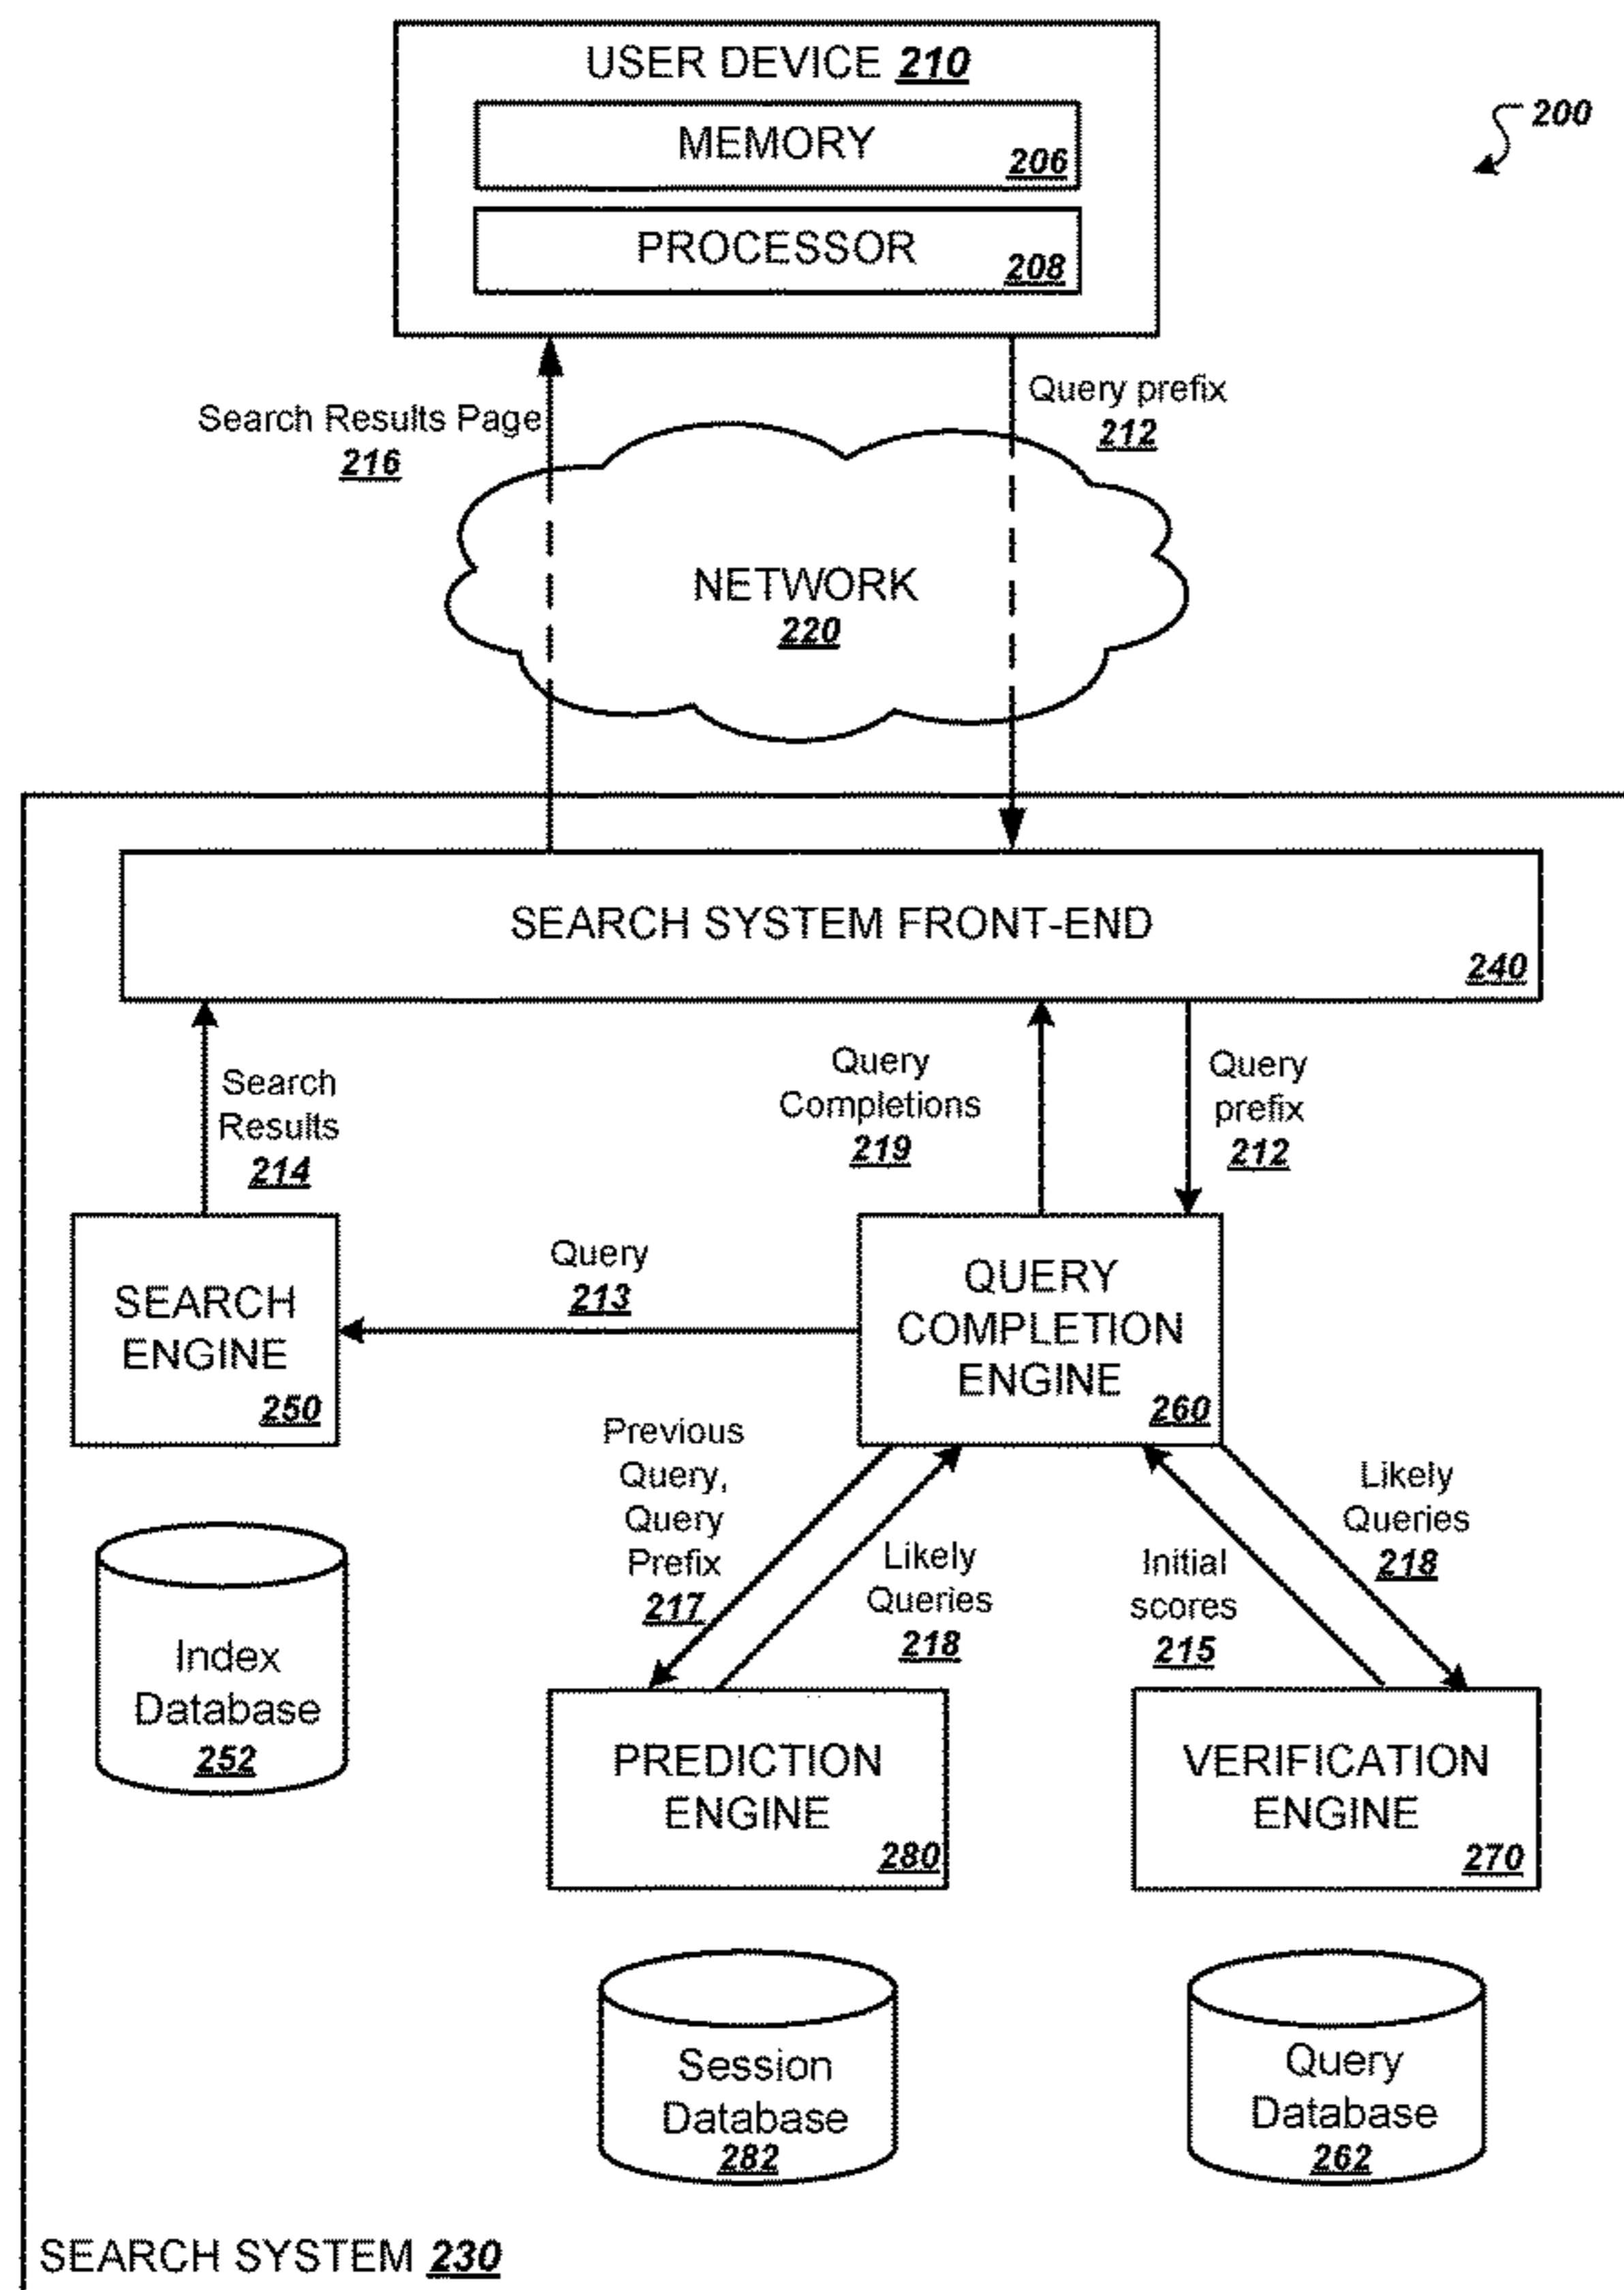 USER DEVICE 210
200
MEMORY
206
PROCESSOR
208
Search Results Page
216
Query prefix
212
NETWORK
220
SEARCH SYSTEM FRONT-END
240
Search
Results
214
Query
Completions
219
Query
prefix
212
SEARCH
ENGINE
250
Query
213
QUERY
COMPLETION
ENGINE
260
Previous
Query,
Query
Prefix
217
Likely
Queries
218
Initial
scores
215
Likely
Queries
218
Index
Database
252
PREDICTION
ENGINE
280
VERIFICATION
ENGINE
270
Session
Database
282
Query
Database
262
SEARCH SYSTEM 230